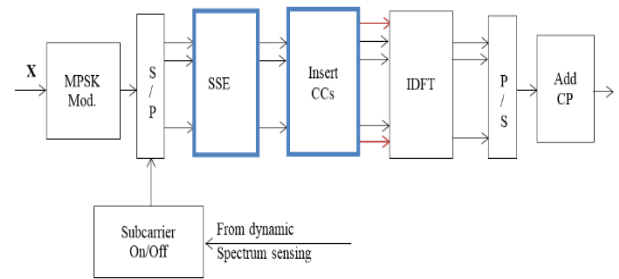 X
MPSK
Mod.
S
/
P
SSE
Insert
CCs
IDFT
P
/
S
Add
CP
Subcarrier
On/Off
From dynamic
Spectrum sensing